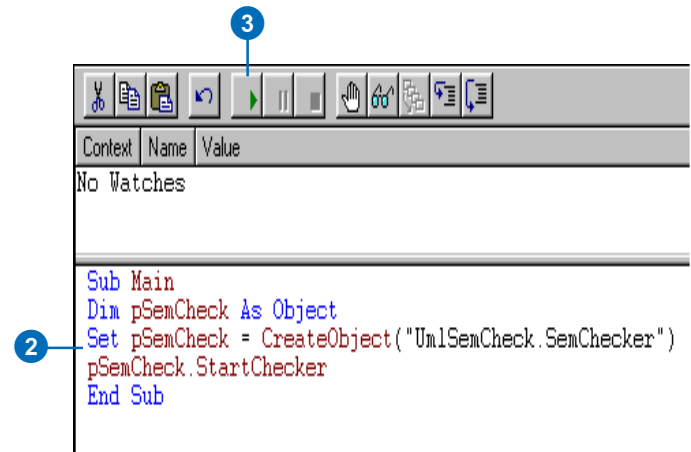 3
Context Name Value
No Watches
Sub Main
Dim pSemCheck As Object
2
Set pSemCheck = CreateObject("UmlSemCheck.SemChecker")
pSemCheck.StartChecker
End Sub